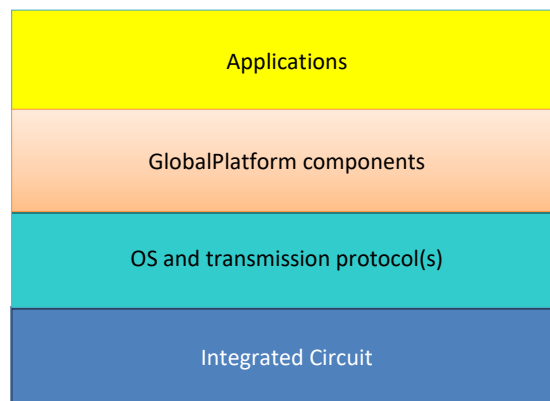 Applications
GlobalPlatform components
OS and transmission protocol(s)
Integrated Circuit